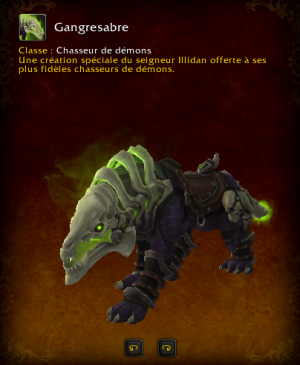 Gangresabre
Classe : Chasseur de démons
Une création spéciale du seigneur Illidan offerte à ses
plus fidèles chasseurs de démons.